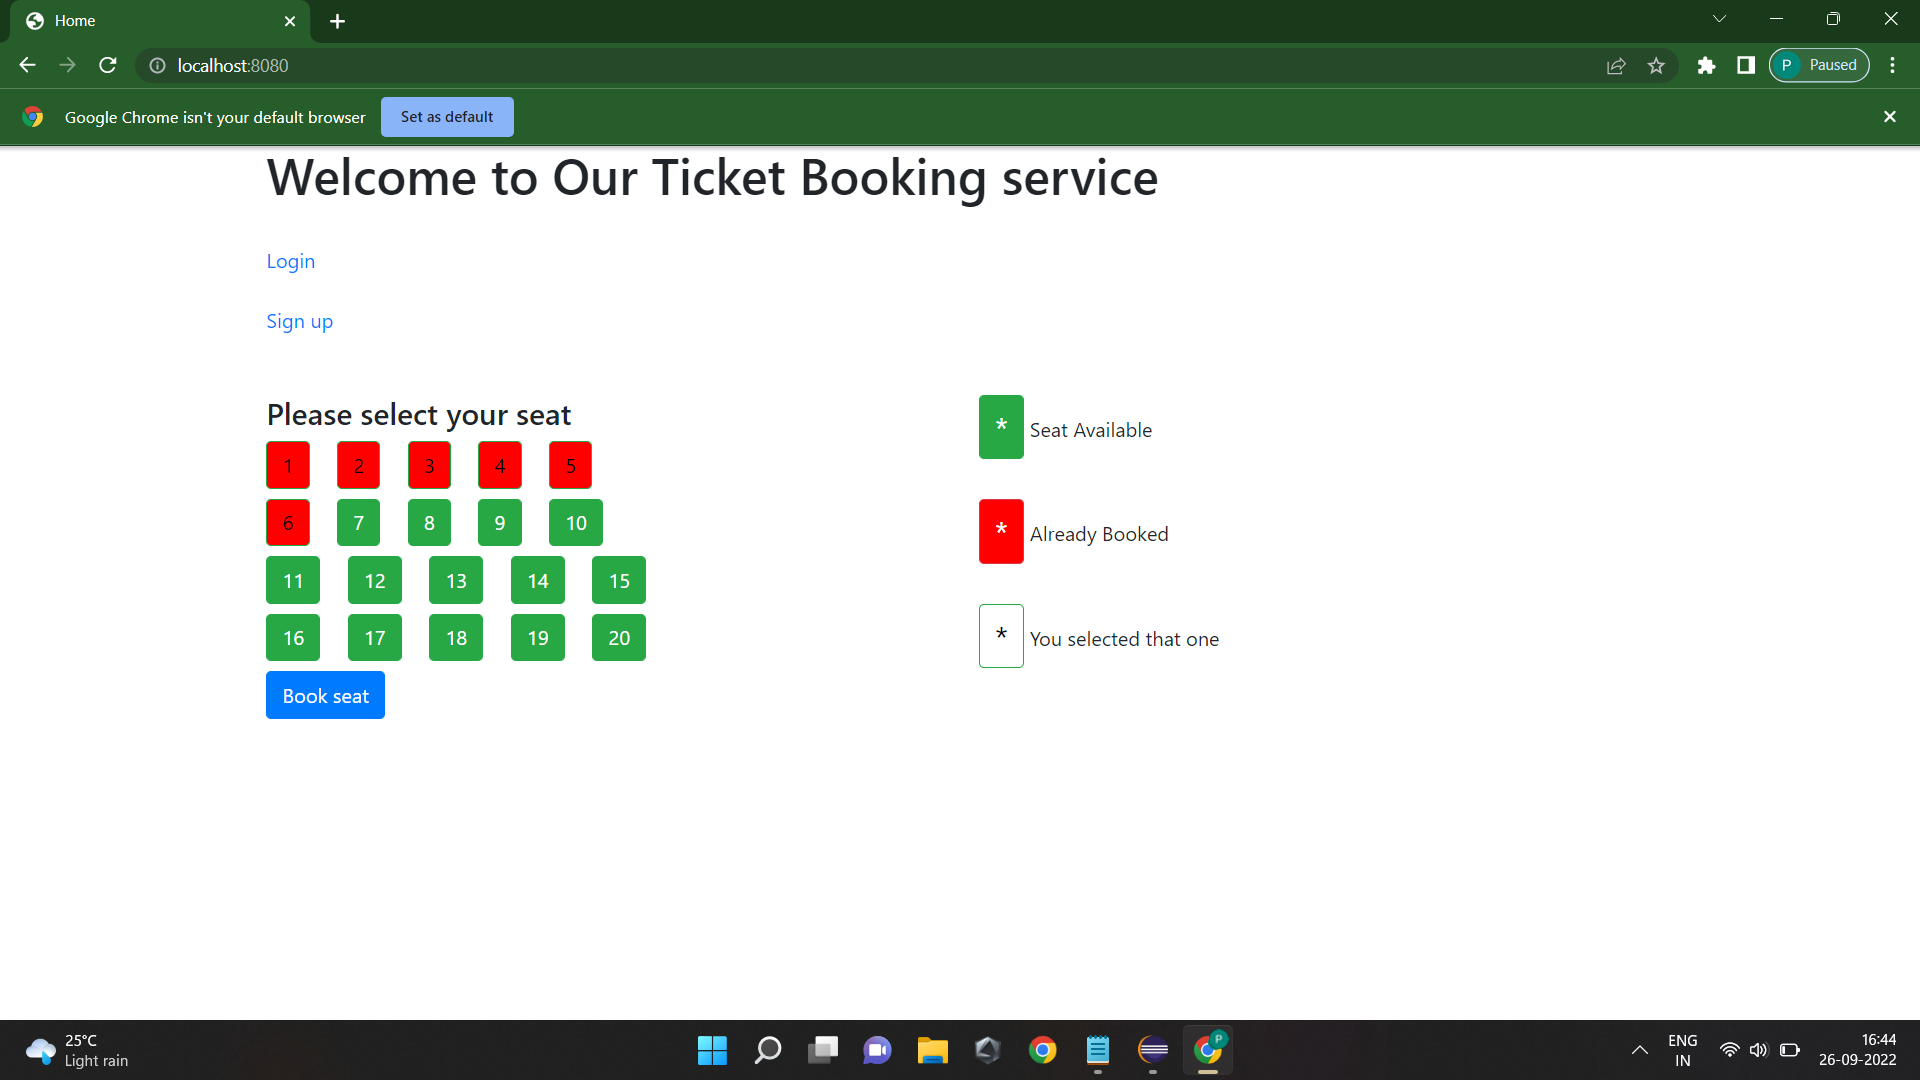 Home
localhost:8080
P Paused
Google Chrome isn't your default browser Set as default
Welcome to Our Ticket Booking service
Login
Sign up
Please select your seat
1 2 3 4 5
6 7 8 9 10
11 12 13 14 15
16 17 18 19 20
Book seat
* Seat Available
* Already Booked
* You selected that one
25°C
Light rain
P
ENG
IN
16:44
26-09-2022